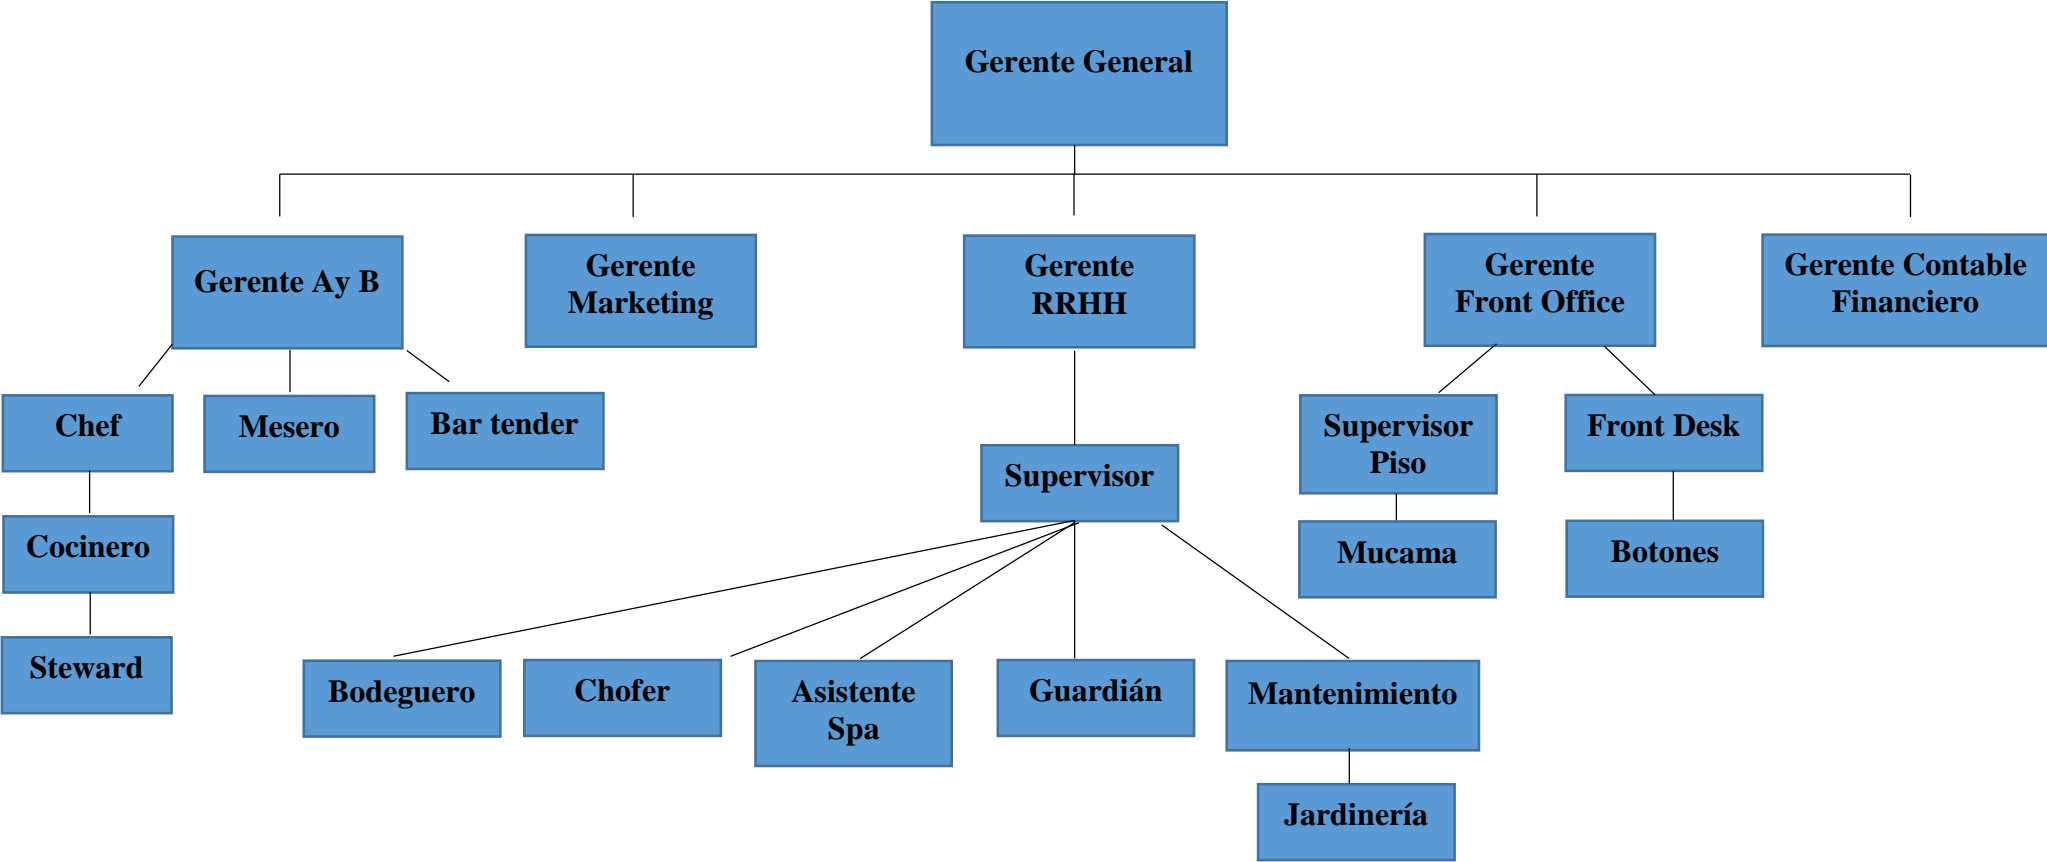 Gerente General
Gerente Ay B
Gerente
Marketing
Gerente
RRHH
Gerente
Front Office
Gerente Contable
Financiero
Chef
Mesero
Bar tender
Supervisor
Supervisor
Piso
Front Desk
Cocinero
Mucama
Botones
Steward
Bodeguero
Chofer
Asistente
Spa
Guardián
Mantenimiento
Jardinería